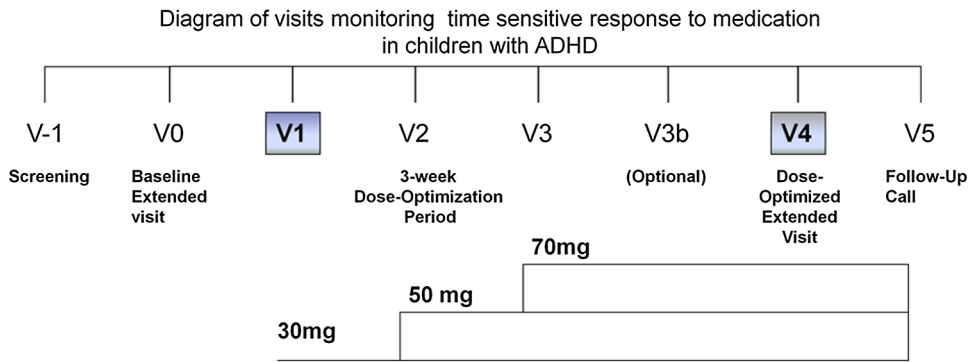 Diagram of visits monitoring time sensitive response to medication
in children with ADHD
V-1
V0
V1
V2
V3
V3b
V4
V5
Screening
Baseline
Extended
visit
3-week
Dose-Optimization
Period
(Optional)
Dose-
Optimized
Extended
Visit
Follow-Up
Call
70mg
50 mg
30mg